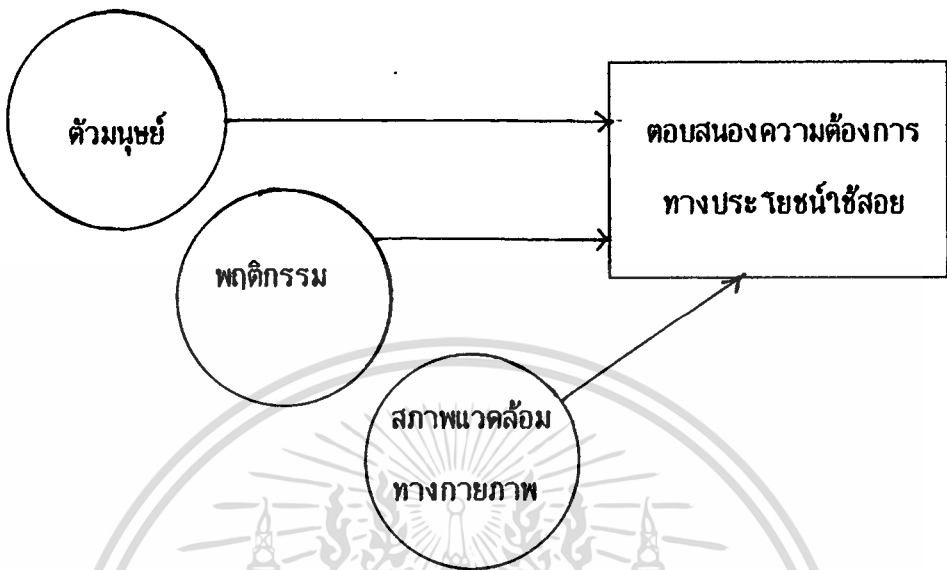 ตัวมนุษย์
ตอบสนองความต้องการ
ทางประโยชน์ใช้สอย
พฤติกรรม
สภาพแวดล้อม
ทางกายภาพ